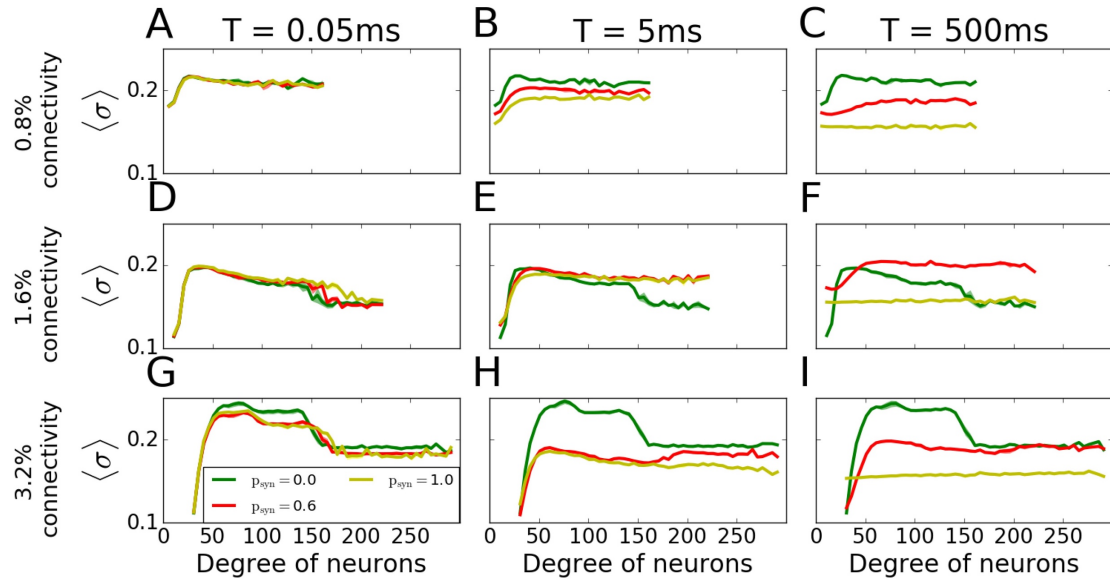 A T = 0.05ms B T = 5ms C T = 500ms
0.8%
connectivity
⟨σ⟩
0.2
0.1
D E F
1.6%
connectivity
⟨σ⟩
0.2
0.1
G H I
3.2%
connectivity
⟨σ⟩
0.2
0.1
p_syn = 0.0 p_syn = 1.0
p_syn = 0.6
0 50 100 150 200 250 0 50 100 150 200 250 0 50 100 150 200 250
Degree of neurons Degree of neurons Degree of neurons